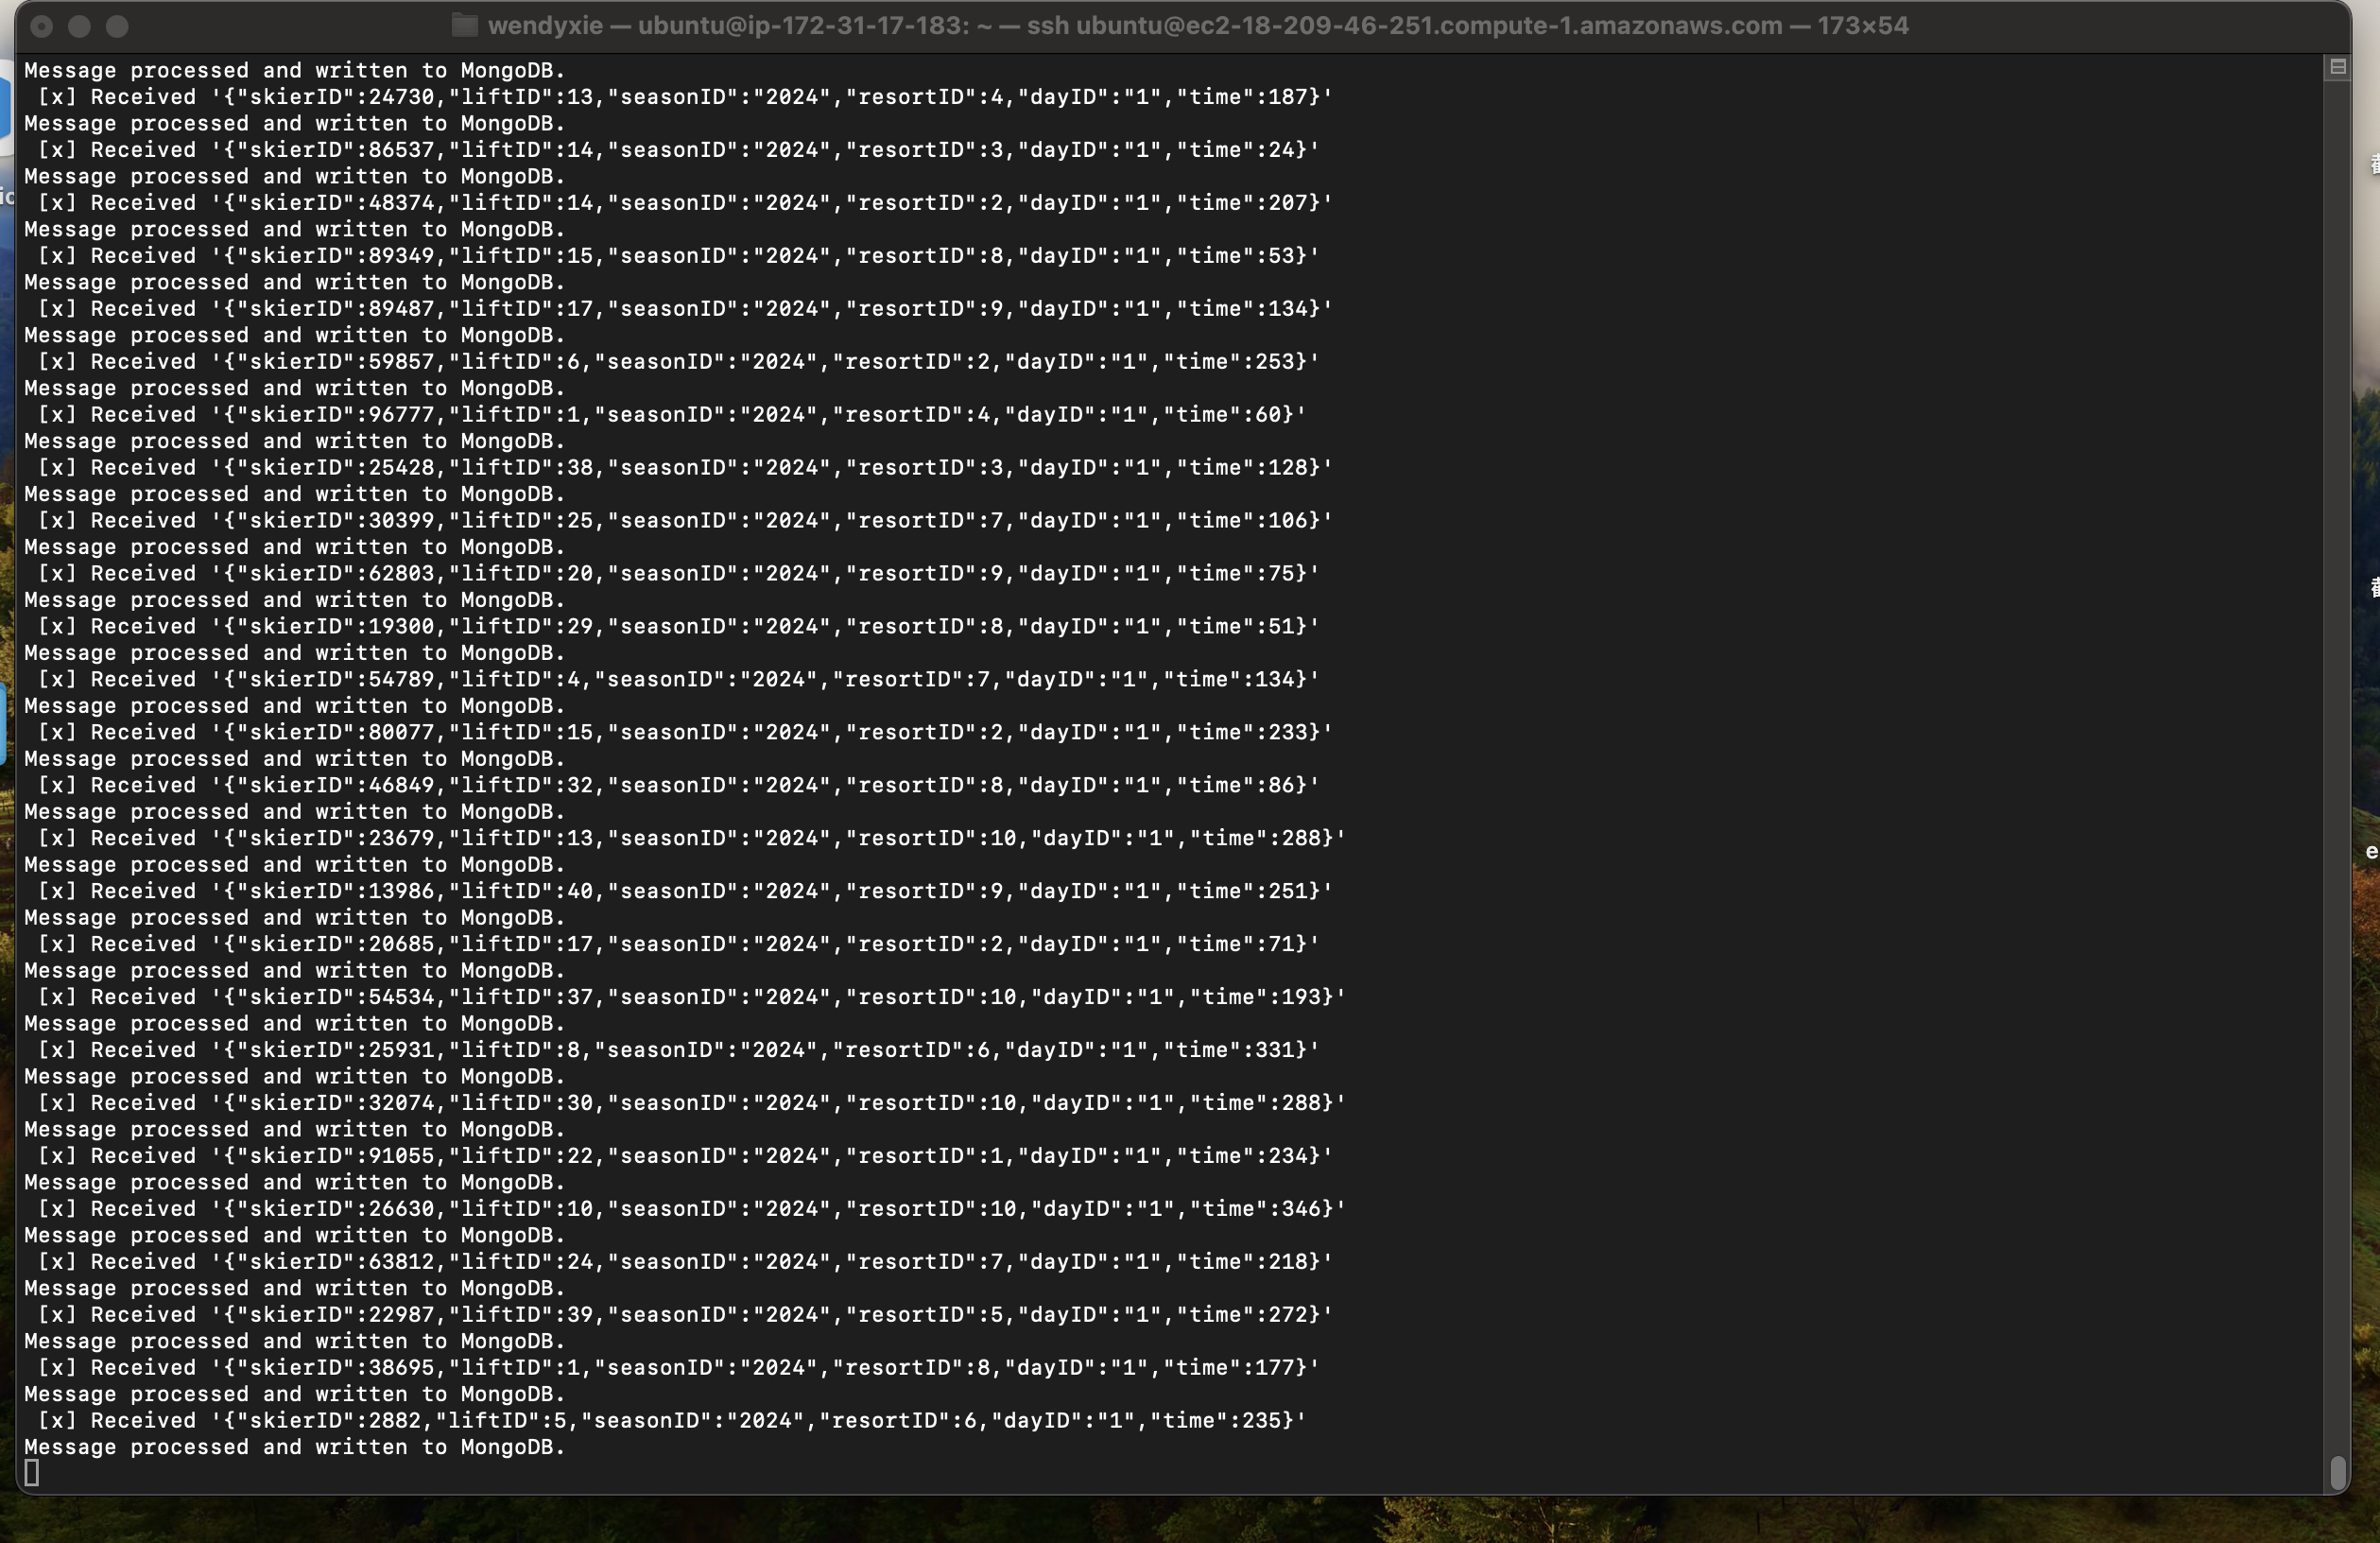 wendyxie — ubuntu@ip-172-31-17-183: ~ — ssh ubuntu@ec2-18-209-46-251.compute-1.amazonaws.com — 173×54
Message processed and written to MongoDB.
[x] Received '{"skierID":24730,"liftID":13,"seasonID":"2024","resortID":4,"dayID":"1","time":187}'
Message processed and written to MongoDB.
[x] Received '{"skierID":86537,"liftID":14,"seasonID":"2024","resortID":3,"dayID":"1","time":24}'
Message processed and written to MongoDB.
[x] Received '{"skierID":48374,"liftID":14,"seasonID":"2024","resortID":2,"dayID":"1","time":207}'
Message processed and written to MongoDB.
[x] Received '{"skierID":89349,"liftID":15,"seasonID":"2024","resortID":8,"dayID":"1","time":53}'
Message processed and written to MongoDB.
[x] Received '{"skierID":89487,"liftID":17,"seasonID":"2024","resortID":9,"dayID":"1","time":134}'
Message processed and written to MongoDB.
[x] Received '{"skierID":59857,"liftID":6,"seasonID":"2024","resortID":2,"dayID":"1","time":253}'
Message processed and written to MongoDB.
[x] Received '{"skierID":96777,"liftID":1,"seasonID":"2024","resortID":4,"dayID":"1","time":60}'
Message processed and written to MongoDB.
[x] Received '{"skierID":25428,"liftID":38,"seasonID":"2024","resortID":3,"dayID":"1","time":128}'
Message processed and written to MongoDB.
[x] Received '{"skierID":30399,"liftID":25,"seasonID":"2024","resortID":7,"dayID":"1","time":106}'
Message processed and written to MongoDB.
[x] Received '{"skierID":62803,"liftID":20,"seasonID":"2024","resortID":9,"dayID":"1","time":75}'
Message processed and written to MongoDB.
[x] Received '{"skierID":19300,"liftID":29,"seasonID":"2024","resortID":8,"dayID":"1","time":51}'
Message processed and written to MongoDB.
[x] Received '{"skierID":54789,"liftID":4,"seasonID":"2024","resortID":7,"dayID":"1","time":134}'
Message processed and written to MongoDB.
[x] Received '{"skierID":80077,"liftID":15,"seasonID":"2024","resortID":2,"dayID":"1","time":233}'
Message processed and written to MongoDB.
[x] Received '{"skierID":46849,"liftID":32,"seasonID":"2024","resortID":8,"dayID":"1","time":86}'
Message processed and written to MongoDB.
[x] Received '{"skierID":23679,"liftID":13,"seasonID":"2024","resortID":10,"dayID":"1","time":288}'
Message processed and written to MongoDB.
[x] Received '{"skierID":13986,"liftID":40,"seasonID":"2024","resortID":9,"dayID":"1","time":251}'
Message processed and written to MongoDB.
[x] Received '{"skierID":20685,"liftID":17,"seasonID":"2024","resortID":2,"dayID":"1","time":71}'
Message processed and written to MongoDB.
[x] Received '{"skierID":54534,"liftID":37,"seasonID":"2024","resortID":10,"dayID":"1","time":193}'
Message processed and written to MongoDB.
[x] Received '{"skierID":25931,"liftID":8,"seasonID":"2024","resortID":6,"dayID":"1","time":331}'
Message processed and written to MongoDB.
[x] Received '{"skierID":32074,"liftID":30,"seasonID":"2024","resortID":10,"dayID":"1","time":288}'
Message processed and written to MongoDB.
[x] Received '{"skierID":91055,"liftID":22,"seasonID":"2024","resortID":1,"dayID":"1","time":234}'
Message processed and written to MongoDB.
[x] Received '{"skierID":26630,"liftID":10,"seasonID":"2024","resortID":10,"dayID":"1","time":346}'
Message processed and written to MongoDB.
[x] Received '{"skierID":63812,"liftID":24,"seasonID":"2024","resortID":7,"dayID":"1","time":218}'
Message processed and written to MongoDB.
[x] Received '{"skierID":22987,"liftID":39,"seasonID":"2024","resortID":5,"dayID":"1","time":272}'
Message processed and written to MongoDB.
[x] Received '{"skierID":38695,"liftID":1,"seasonID":"2024","resortID":8,"dayID":"1","time":177}'
Message processed and written to MongoDB.
[x] Received '{"skierID":2882,"liftID":5,"seasonID":"2024","resortID":6,"dayID":"1","time":235}'
Message processed and written to MongoDB.